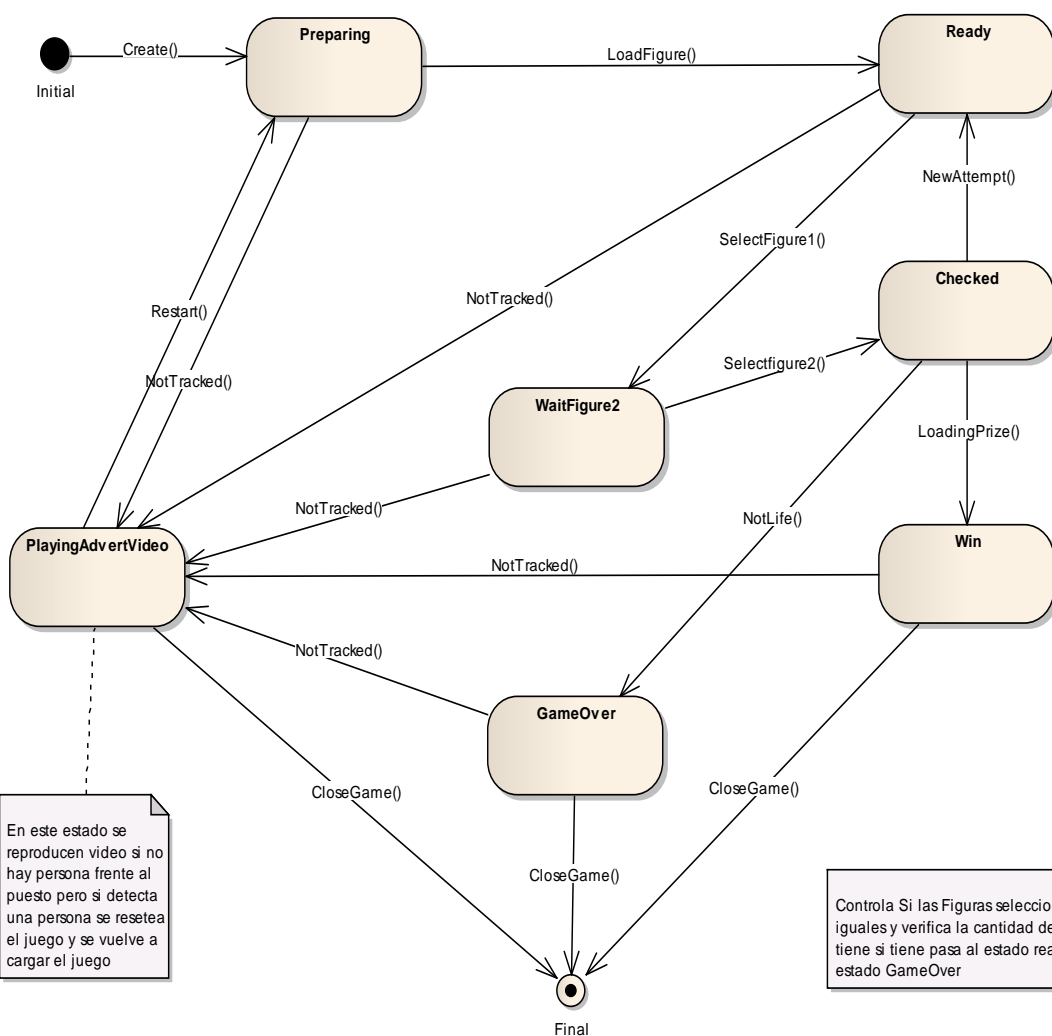 Preparing
Ready
Create()
LoadFigure()
Initial
NewAttempt()
SelectFigure1()
Checked
NotTracked()
Restart()
Selectfigure2()
NotTracked()
WaitFigure2
LoadingPrize()
NotTracked()
NotLife()
PlayingAdvertVideo
Win
NotTracked()
NotTracked()
GameOver
CloseGame()
CloseGame()
CloseGame()
En este estado se
reproducen video si no
hay persona frente al
puesto pero si detecta
una persona se resetea
el juego y se vuelve a
cargar el juego
Controla Si las Figuras
iguales y verifica la cantidad de
tiene si tiene pasa al estado
estado GameOver
Final